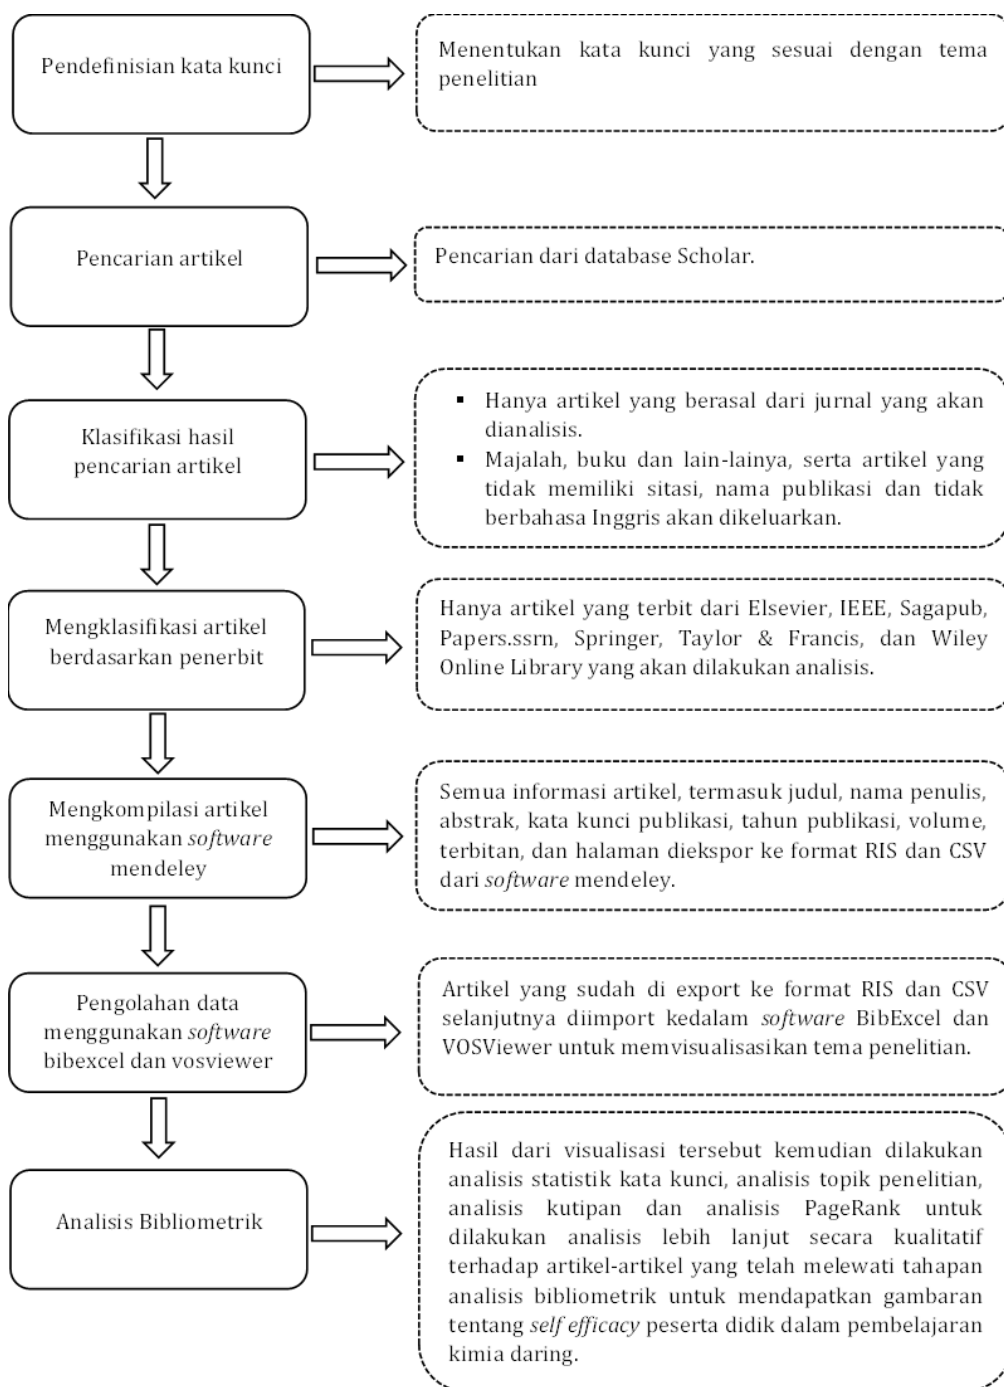 Pendefinisian kata kunci
Menentukan kata kunci yang sesuai dengan tema
penelitian
Pencarian artikel
Pencarian dari database Scholar.
Klasifikasi hasil
pencarian artikel
▪ Hanya artikel yang berasal dari jurnal yang akan
dianalisis.
▪ Majalah, buku dan lain-lainya, serta artikel yang
tidak memiliki sitasi, nama publikasi dan tidak
berbahasa Inggris akan dikeluarkan.
Mengklasifikasi artikel
berdasarkan penerbit
Hanya artikel yang terbit dari Elsevier, IEEE, Sagapub,
Papers.ssrn, Springer, Taylor & Francis, dan Wiley
Online Library yang akan dilakukan analisis.
Mengkompilasi artikel
menggunakan software
mendeley
Semua informasi artikel, termasuk judul, nama penulis,
abstrak, kata kunci publikasi, tahun publikasi, volume,
terbitan, dan halaman diekspor ke format RIS dan CSV
dari software mendeley.
Pengolahan data
menggunakan software
bibexcel dan vosviewer
Artikel yang sudah di export ke format RIS dan CSV
selanjutnya diimport kedalam software BibExcel dan
VOSViewer untuk memvisualisasikan tema penelitian.
Analisis Bibliometrik
Hasil dari visualisasi tersebut kemudian dilakukan
analisis statistik kata kunci, analisis topik penelitian,
analisis kutipan dan analisis PageRank untuk
dilakukan analisis lebih lanjut secara kualitatif
terhadap artikel-artikel yang telah melewati tahapan
analisis bibliometrik untuk mendapatkan gambaran
tentang self efficacy peserta didik dalam pembelajaran
kimia daring.